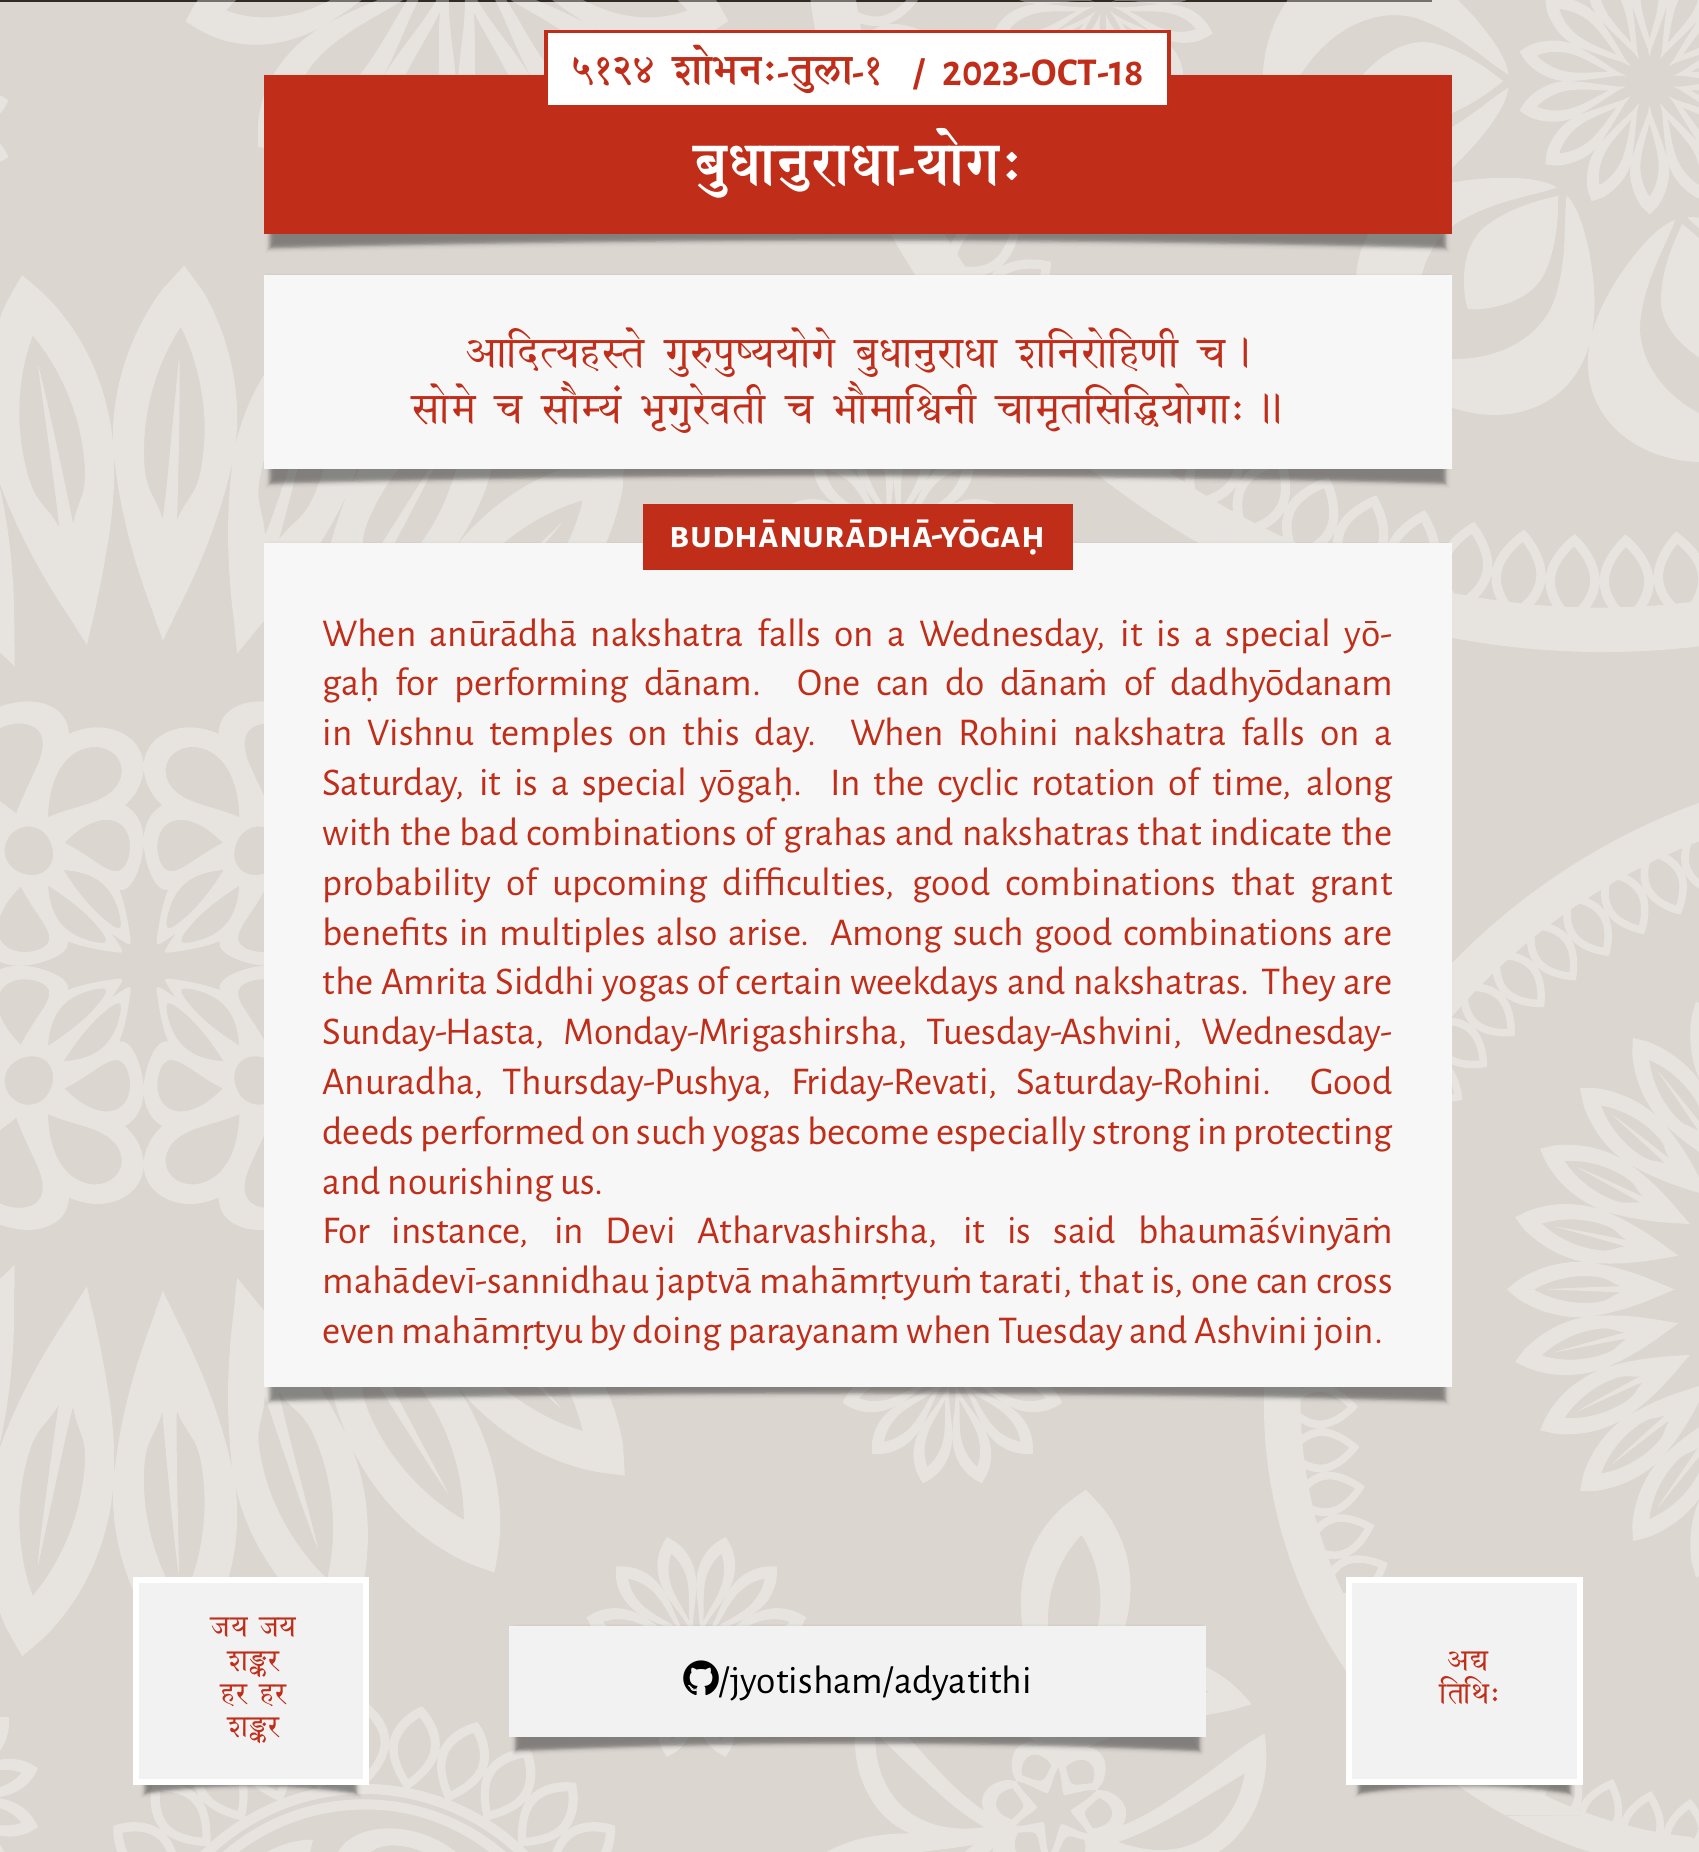 ५१२४ शोभनः-तुला-१ / 2023-OCT-18
बुधानुराधा-योगः
आदित्यहस्ते गुरुपुष्ययोगे बुधानुराधा शनिरोहिणी च।
सोमे च सौम्यं भृगुरेवती च भौमाश्विनी चामृतसिद्धियोगाः॥
BUDHĀNURĀDHĀ-YŌGAḤ
When anūrādhā nakshatra falls on a Wednesday, it is a special yō-
gaḥ for performing dānam. One can do dānaṁ of dadhyōdanam
in Vishnu temples on this day. When Rohini nakshatra falls on a
Saturday, it is a special yōgaḥ. In the cyclic rotation of time, along
with the bad combinations of grahas and nakshatras that indicate the
probability of upcoming difficulties, good combinations that grant
benefits in multiples also arise. Among such good combinations are
the Amrita Siddhi yogas of certain weekdays and nakshatras. They are
Sunday-Hasta, Monday-Mrigashirsha, Tuesday-Ashvini, Wednesday-
Anuradha, Thursday-Pushya, Friday-Revati, Saturday-Rohini. Good
deeds performed on such yogas become especially strong in protecting
and nourishing us.
For instance, in Devi Atharvashirsha, it is said bhaumāśvinyāṁ
mahādevī-sannidhau japtvā mahāmṛtyuṁ tarati, that is, one can cross
even mahāmṛtyu by doing parayanam when Tuesday and Ashvini join.
जय जय
शङ्कर
हर हर
शङ्कर
/jyotisham/adyatithi
अद्य
तिथिः